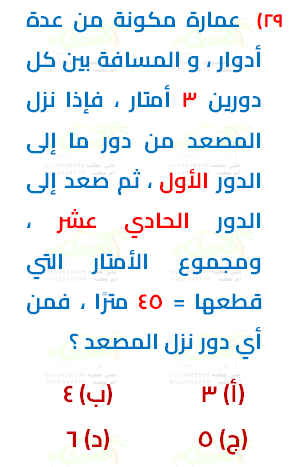 ٢٩) عمارة مكونة من عدة
أدوار ، و المسافة بين كل
دورين ٣ أمتار ، فإذا نزل
المصعد من دور ما إلى
الدور الأول ، ثم صعد إلى
الدور الحادي عشر ،
ومجموع الأمتار التي
قطعها = ٤٥ مترًا ، فمن
أي دور نزل المصعد ؟
(أ) ٣ (ب) ٤
(ج) ٥ (د) ٦